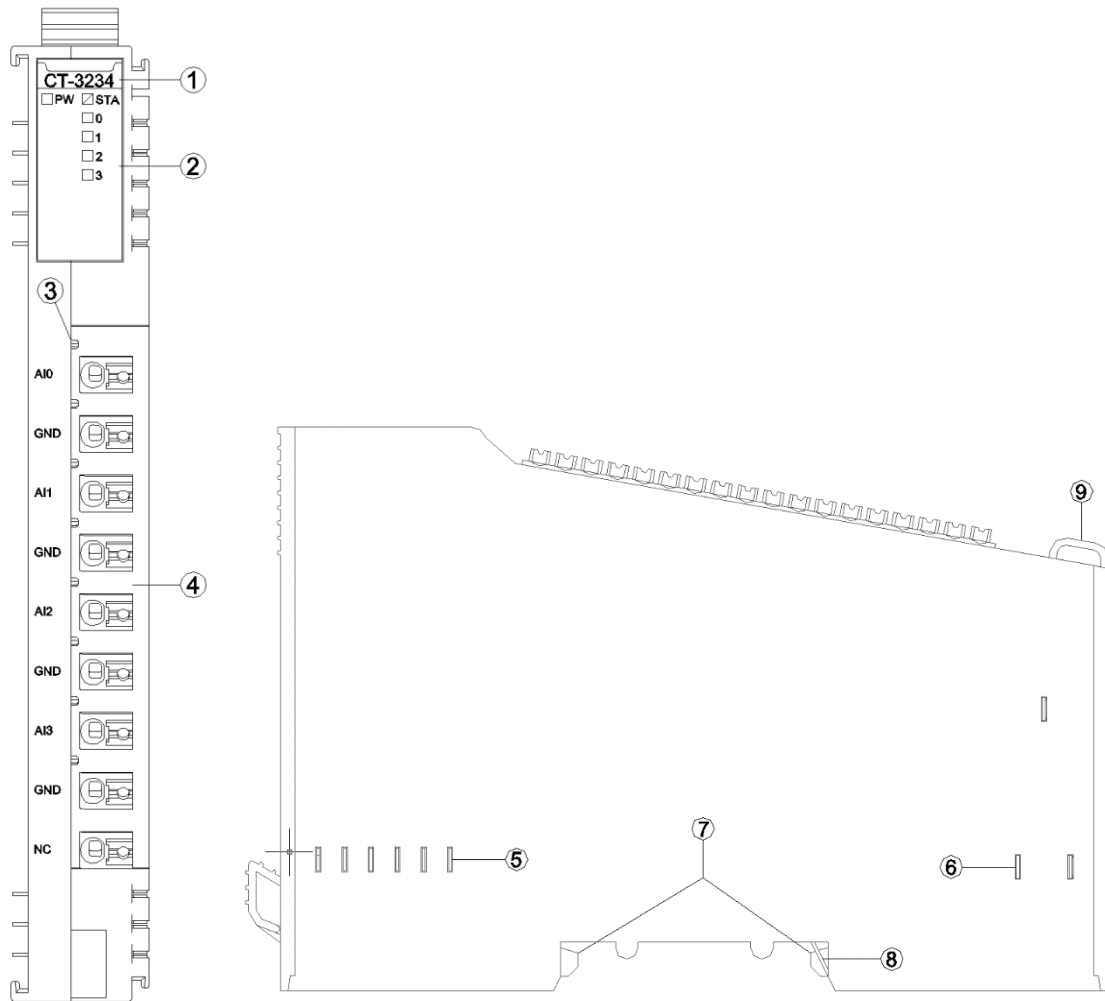 CT-3234
PW STA
0
1
2
3
AI0
GND
AI1
GND
AI2
GND
AI3
GND
NC
①
②
③
④
⑤
⑥
⑦
⑧
⑨